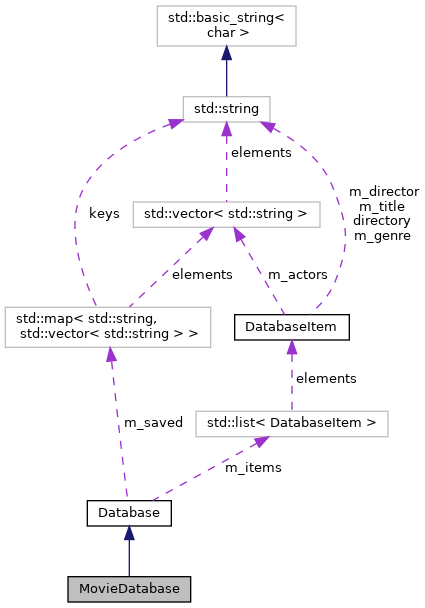 std::basic_string<
char >
std::string
elements
m_director
m_title
directory
m_genre
keys
std::vector< std::string >
elements
m_actors
std::map< std::string,
std::vector< std::string > >
DatabaseItem
elements
m_saved
std::list< DatabaseItem >
m_items
Database
MovieDatabase